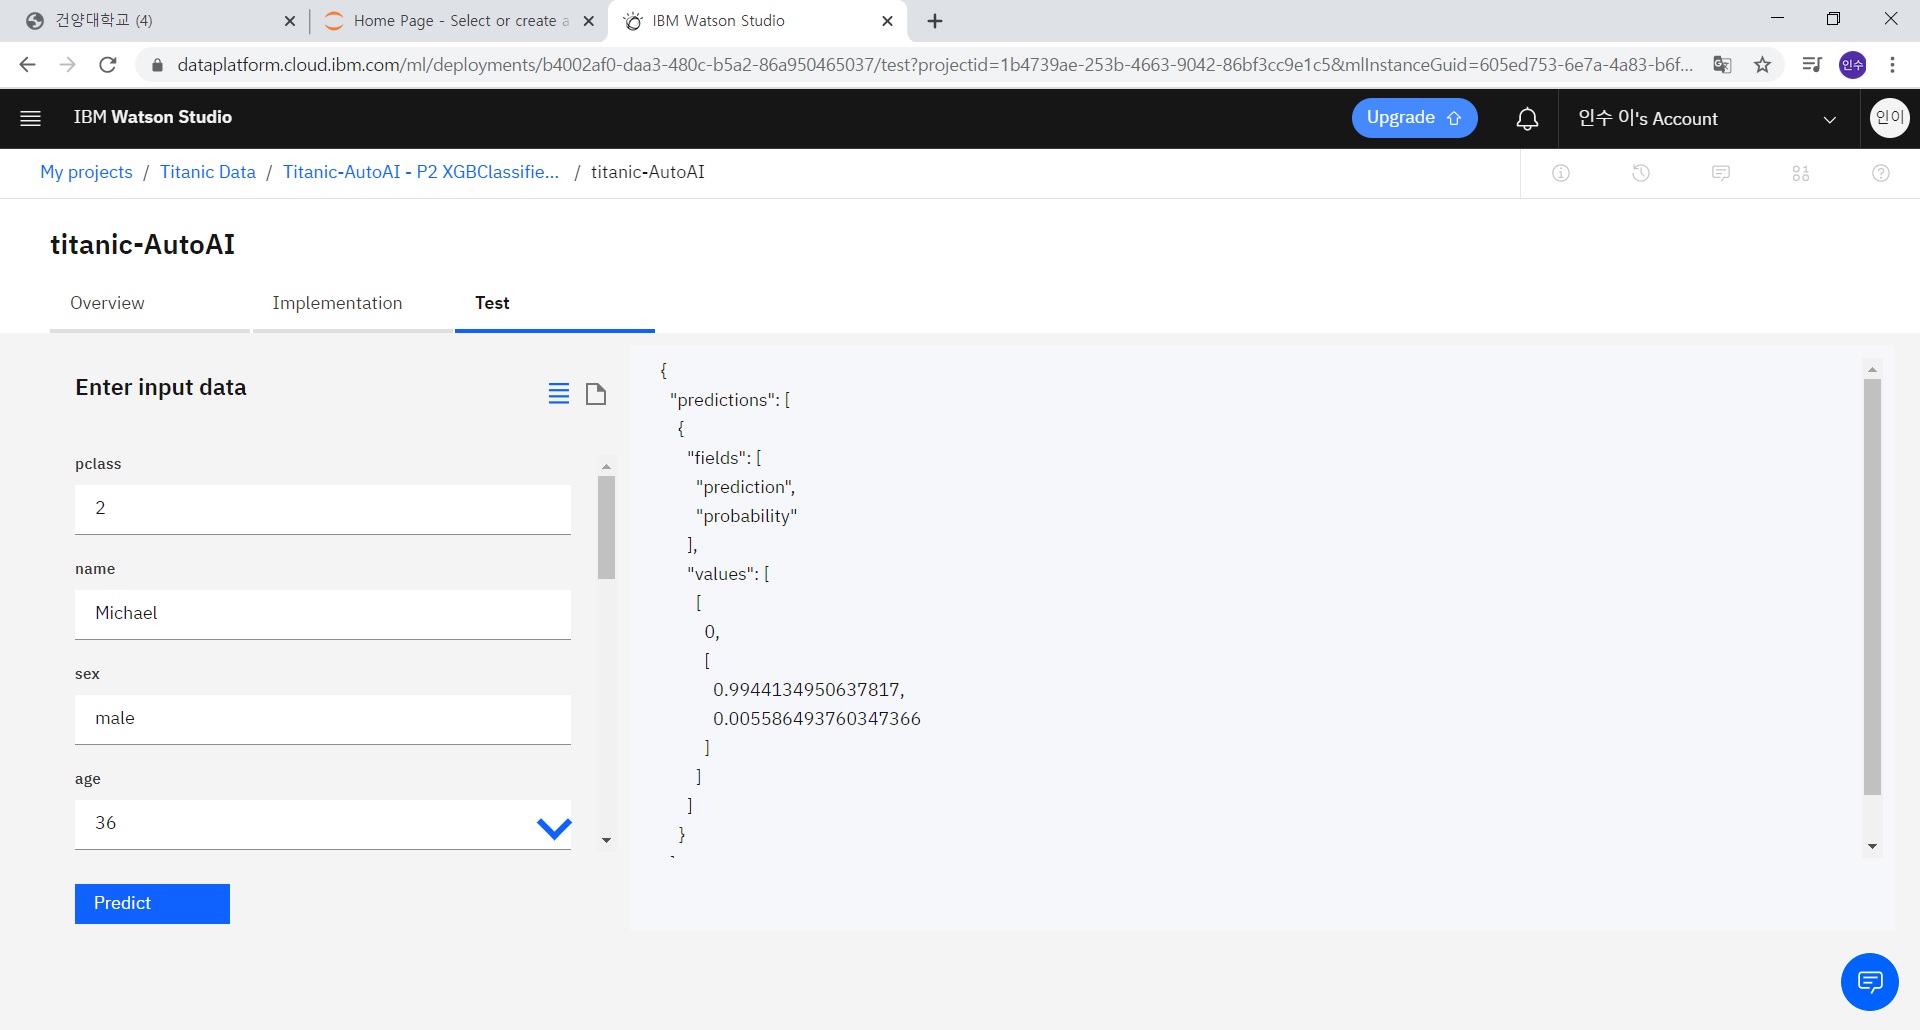 건양대학교 (4)
Home Page - Select or create a
IBM Watson Studio
dataplatform.cloud.ibm.com/ml/deployments/b4002af0-daa3-480c-b5a2-86a950465037/test?projectid=1b4739ae-253b-4663-9042-86bf3cc9e1c5&mlInstanceGuid=605ed753-6e7a-4a83-b6f...
인수
IBM Watson Studio
Upgrade
인수 이's Account
인이
My projects / Titanic Data / Titanic-AutoAI - P2 XGBClassifie... / titanic-AutoAI
titanic-AutoAI
Overview
Implementation
Test
Enter input data
pclass
2
name
Michael
sex
male
age
36
Predict
{
"predictions": [
{
"fields": [
"prediction",
"probability"
],
"values": [
[
0,
[
0.9944134950637817,
0.005586493760347366
]
]
]
}